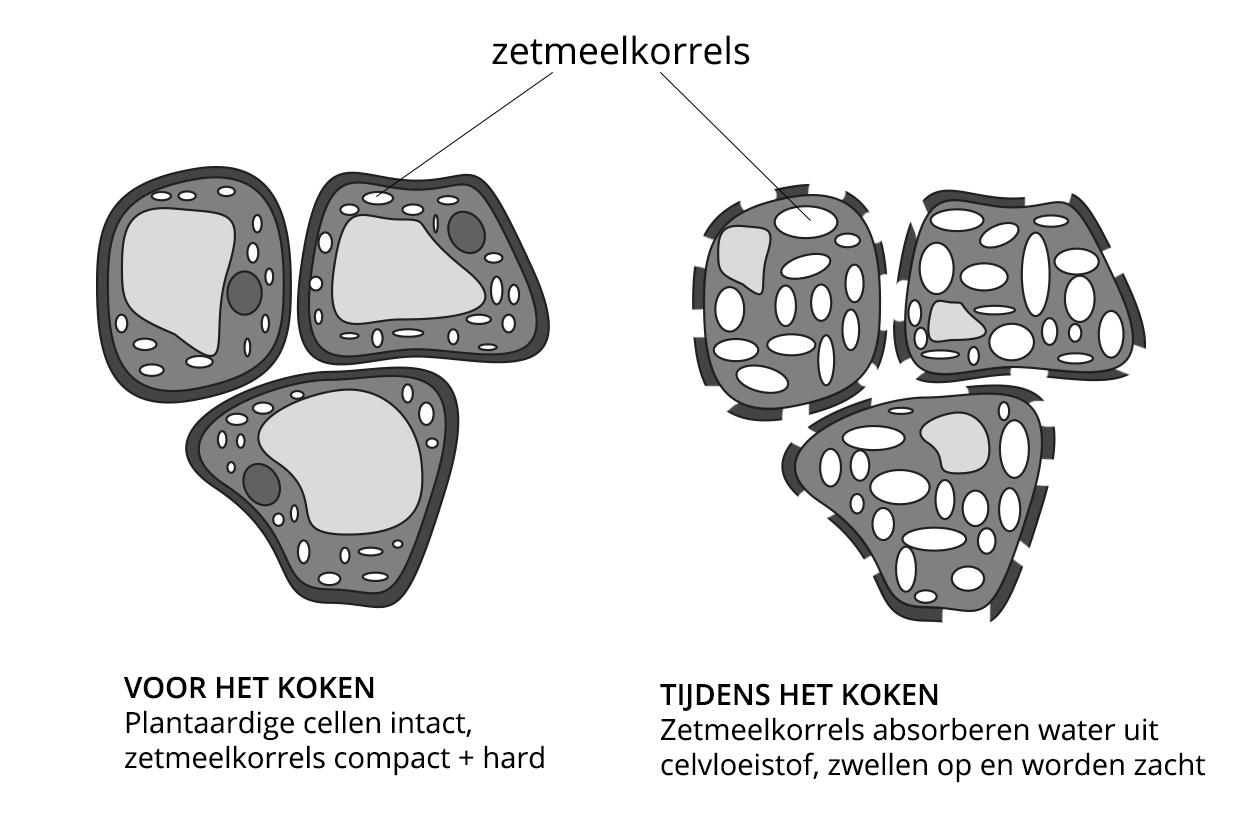 zetmeelkorrels
VOOR HET KOKEN
Plantaardige cellen intact,
zetmeelkorrels compact + hard
TIJDENS HET KOKEN
Zetmeelkorrels absorberen water uit
celvloeistof, zwellen op en worden zacht